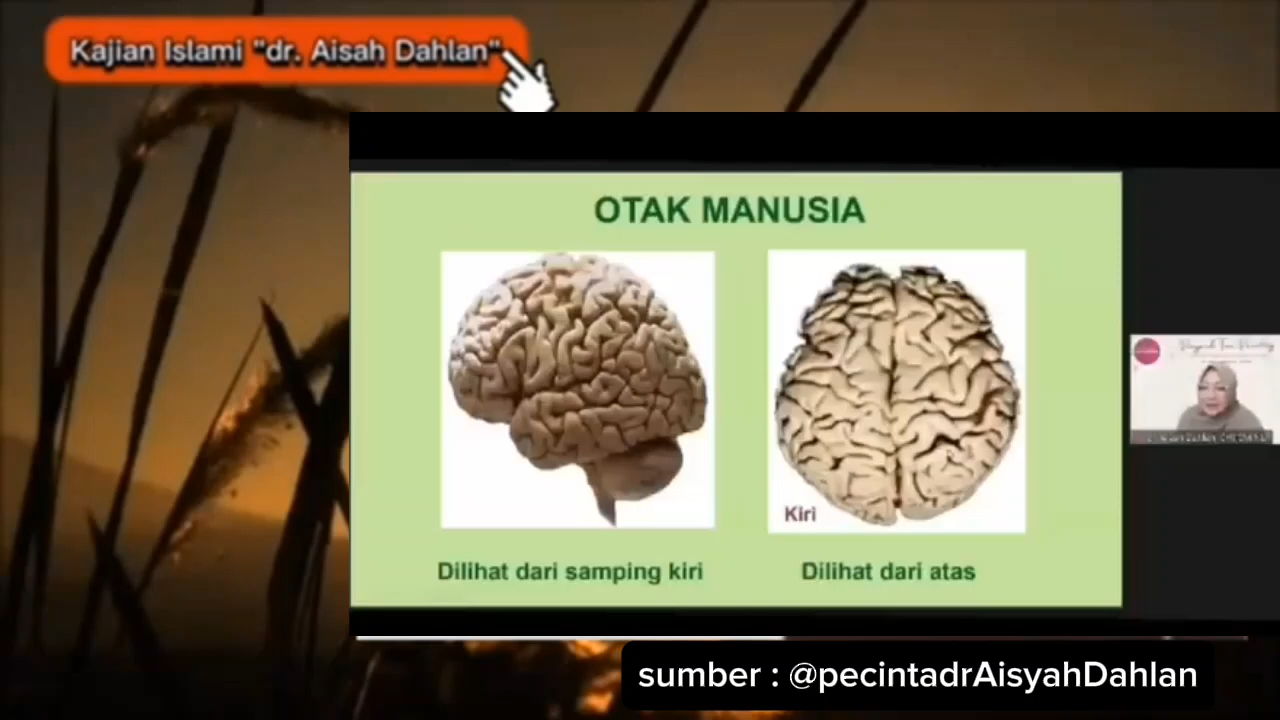 Kajian Islami "dr. Aisah Dahlan"
OTAK MANUSIA
Kiri
Dilihat dari samping kiri
Dilihat dari atas
sumber : @pecintadrAisyahDahlan